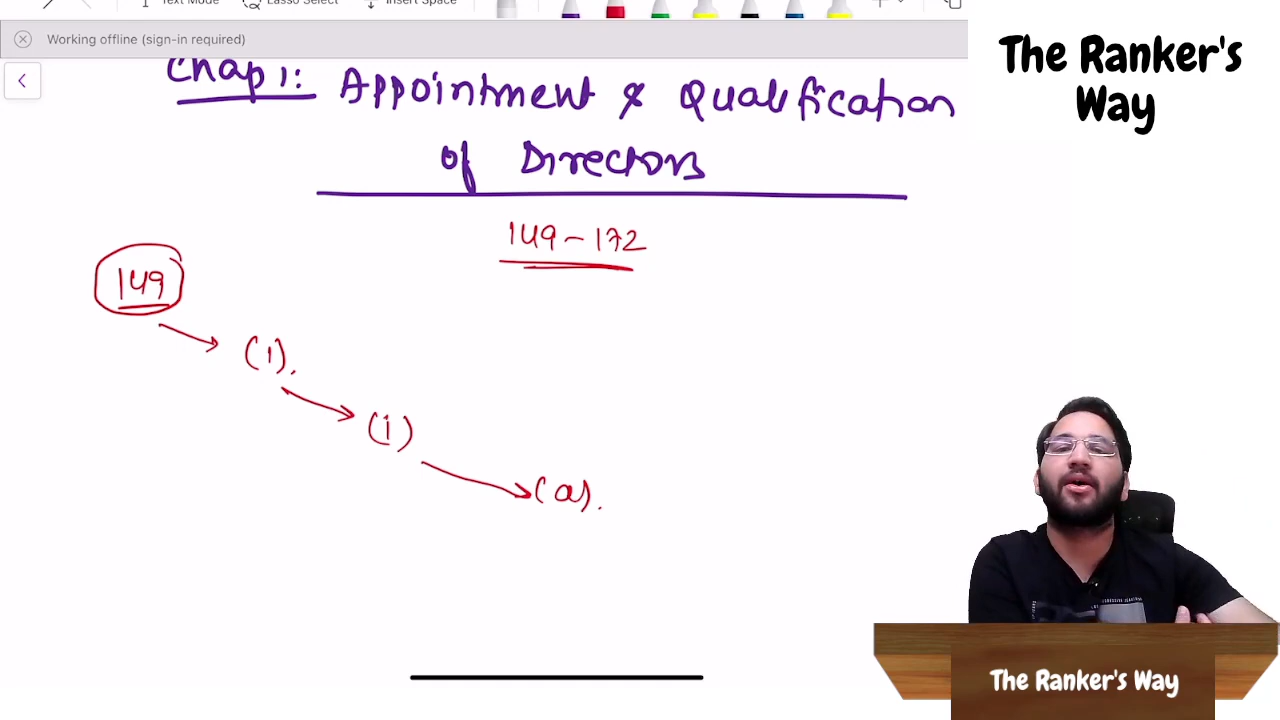 Text Mode Lasso Select Insert Space
Working offline (sign-in required)
Chap 1: Appointment & Qualification
of Directors
149 - 172
149
(1).
(i)
(a).
The Ranker's
Way
The Ranker's Way